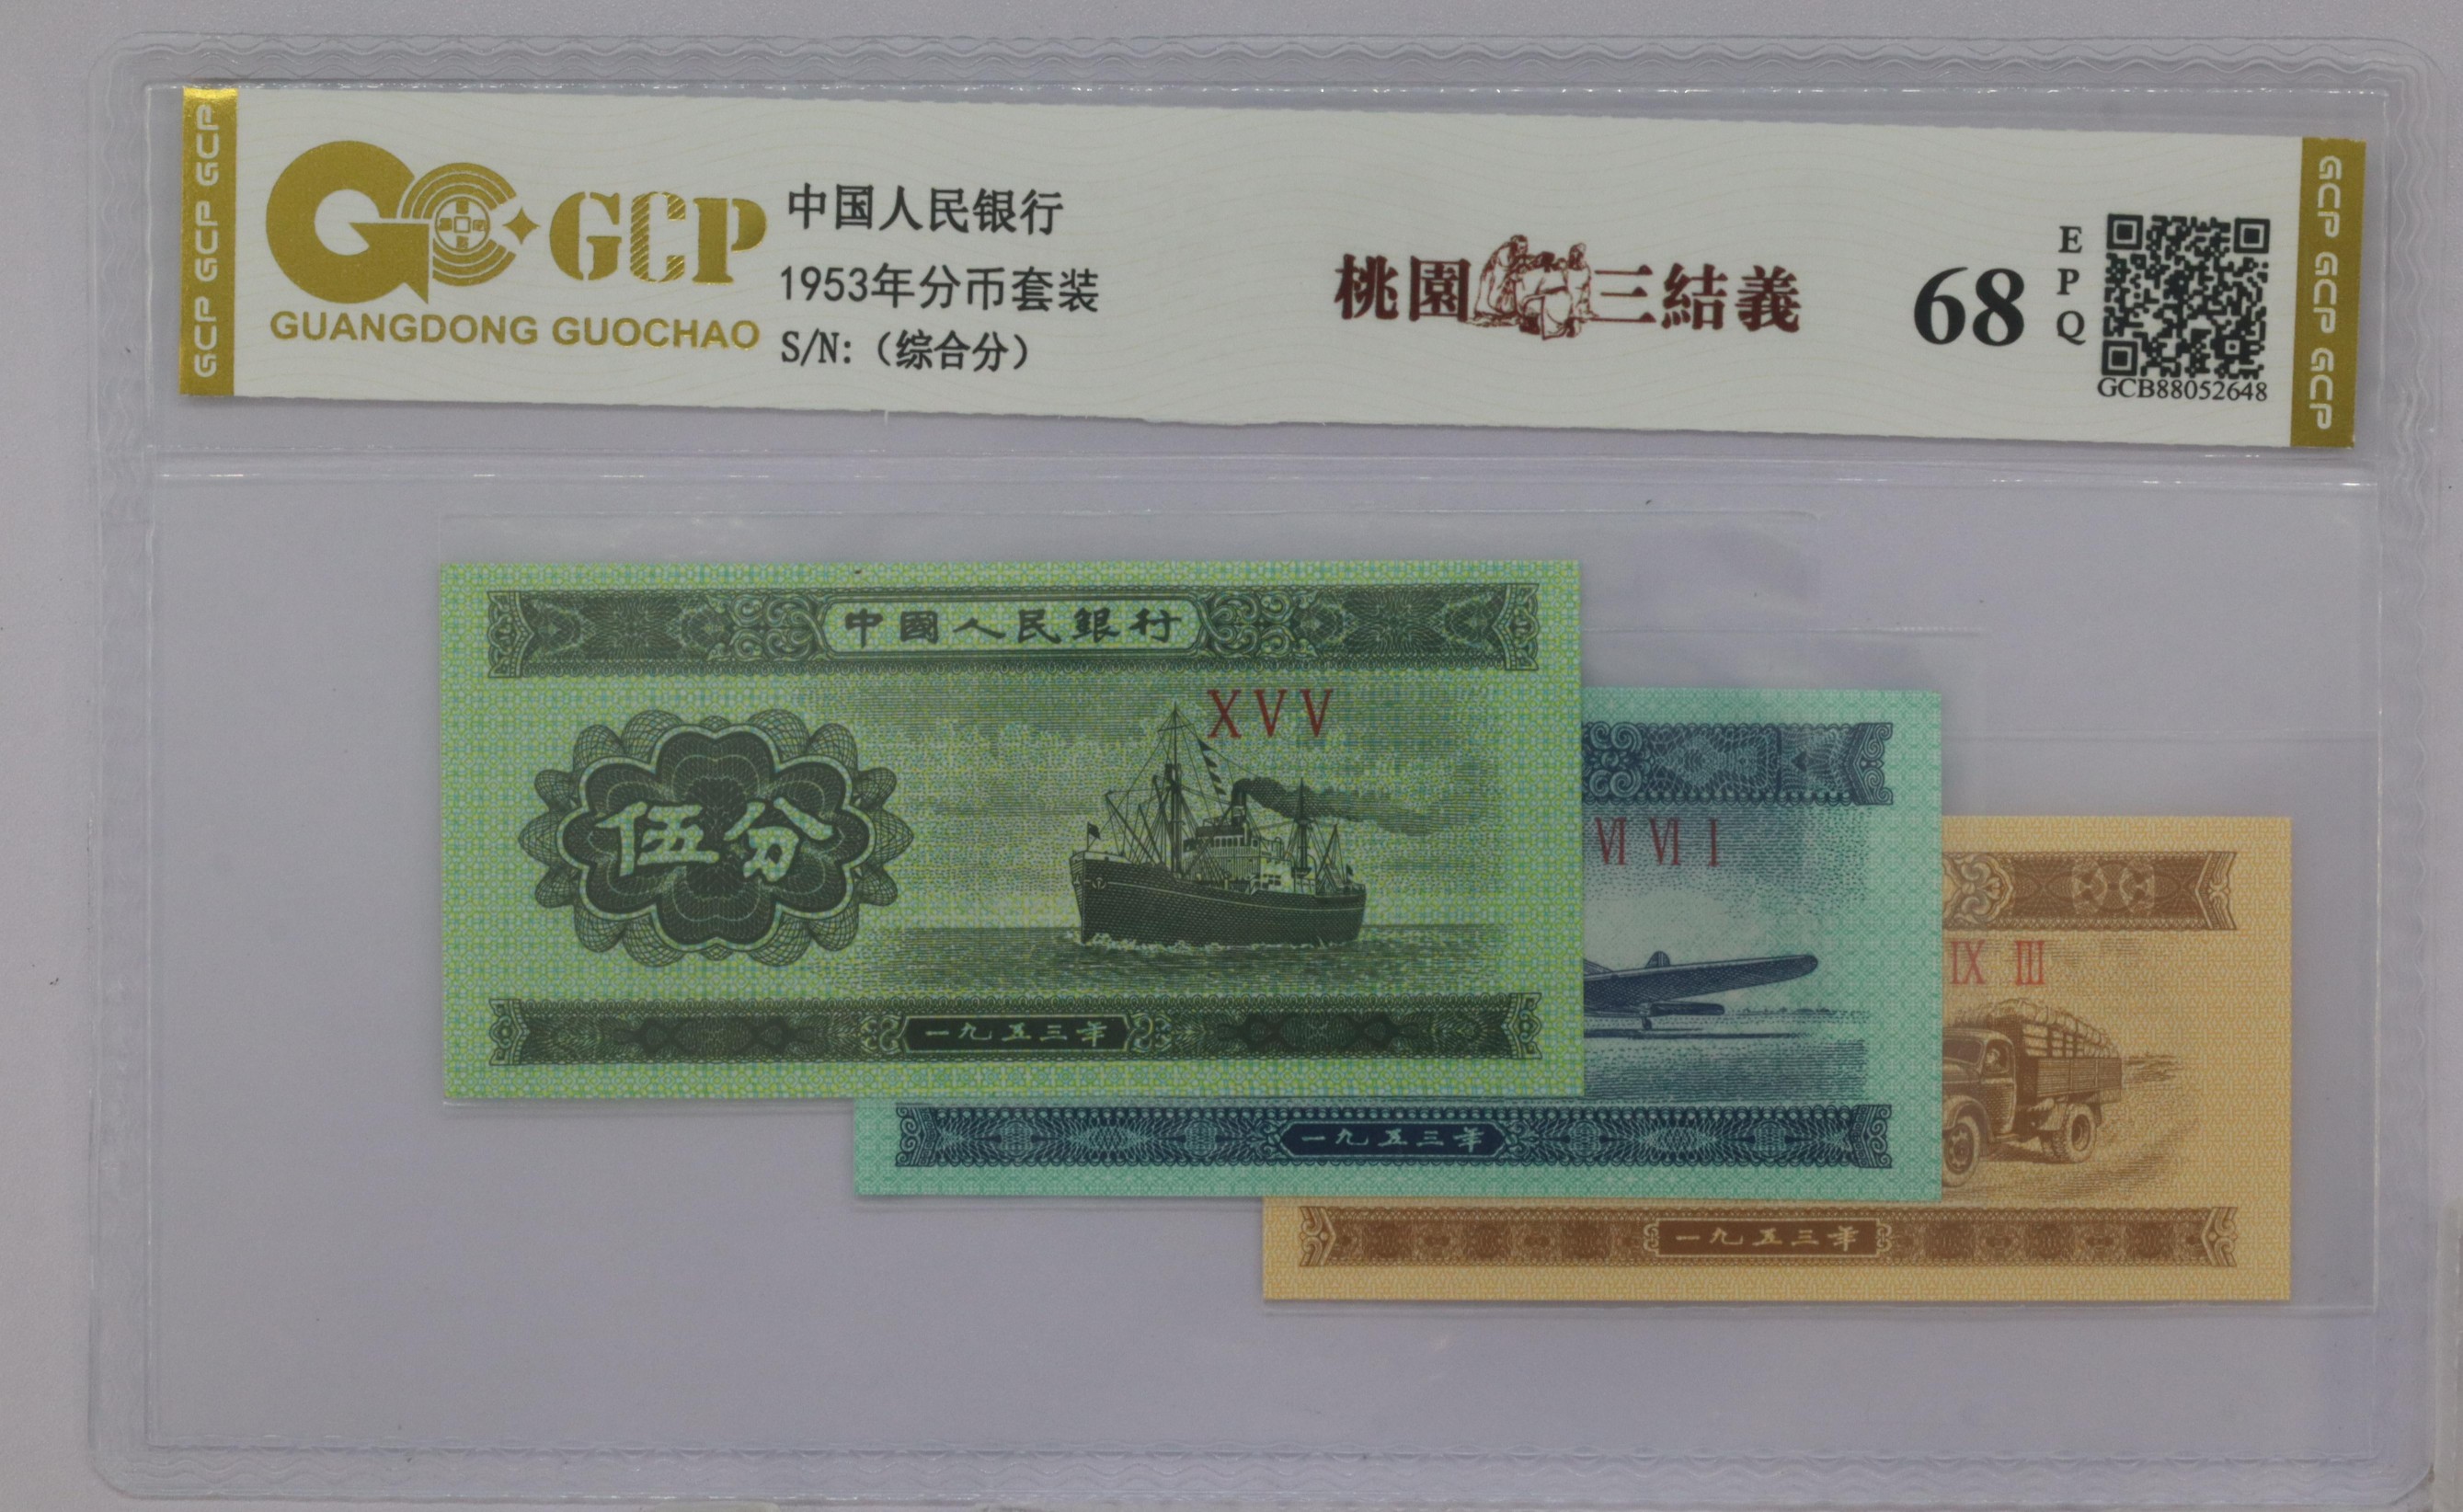 GCP GCP GCP
GCP
GUANGDONG GUOCHAO
中国人民银行
1953年分币套装
S/N:（综合分）
桃園三結義
68
EPQ
GCB88052648
GCP GCP GCP
中國人民銀行
XVV
伍分
一九五三年
VI VI I
一九五三年
IX III
一九五三年